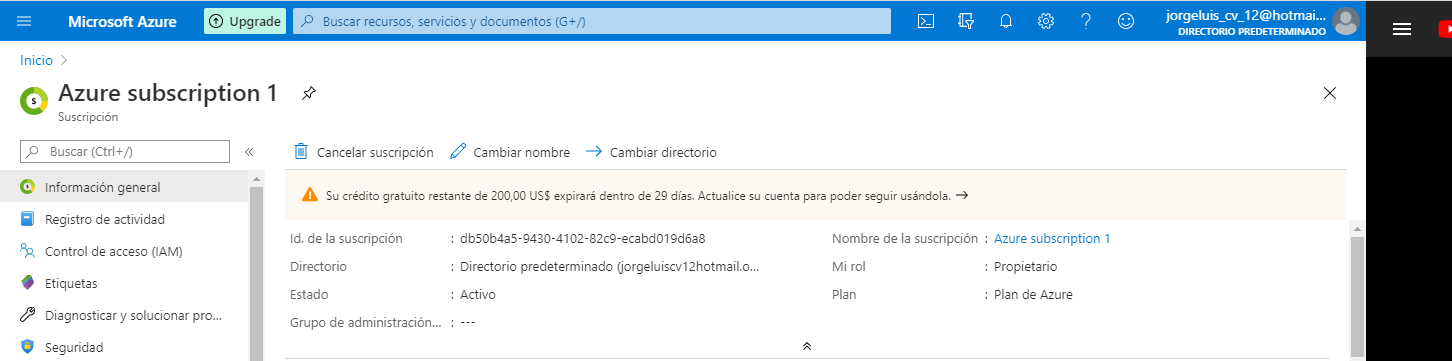 Microsoft Azure
Upgrade
Buscar recursos, servicios y documentos (G+/)
jorgeluis_cv_12@hotmai...
DIRECTORIO PREDETERMINADO
Inicio
Azure subscription 1
Suscripción
Buscar (Ctrl+/)
Cancelar suscripción
Cambiar nombre
Cambiar directorio
Información general
Registro de actividad
Control de acceso (IAM)
Etiquetas
Diagnosticar y solucionar pro...
Seguridad
Su crédito gratuito restante de 200,00 US$ expirará dentro de 29 días. Actualice su cuenta para poder seguir usándola.
Id. de la suscripción : db50b4a5-9430-4102-82c9-ecabd019d6a8
Nombre de la suscripción : Azure subscription 1
Directorio : Directorio predeterminado (jorgeluiscv12hotmail.o...
Mi rol : Propietario
Estado : Activo
Plan : Plan de Azure
Grupo de administración... : ---